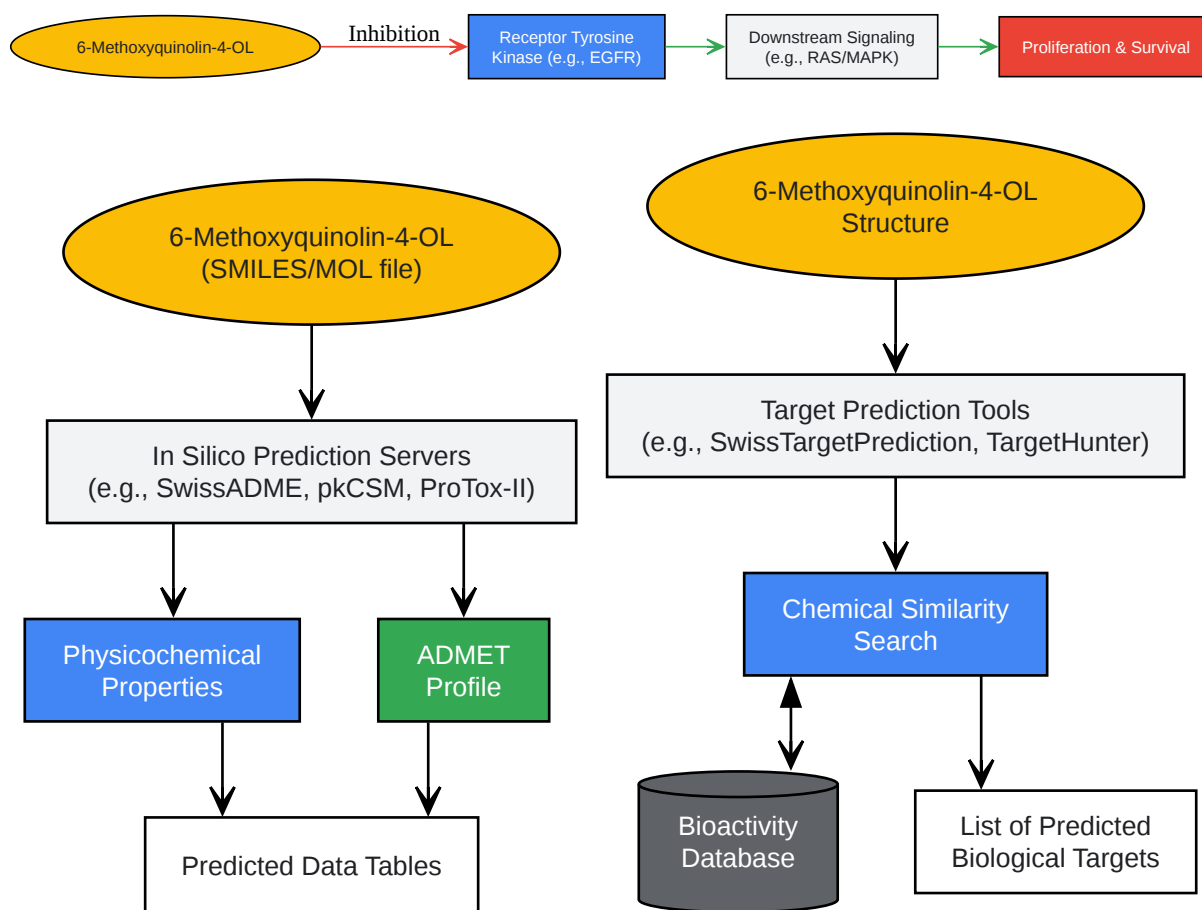 6-Methoxyquinolin-4-OL
Inhibition
Receptor Tyrosine
Kinase (e.g., EGFR)
Downstream Signaling
(e.g., RAS/MAPK)
Proliferation & Survival
6-Methoxyquinolin-4-OL
(SMILES/MOL file)
In Silico Prediction Servers
(e.g., SwissADME, pkCSM, ProTox-II)
Physicochemical
Properties
ADMET
Profile
Predicted Data Tables
6-Methoxyquinolin-4-OL
Structure
Target Prediction Tools
(e.g., SwissTargetPrediction, TargetHunter)
Chemical Similarity
Search
Bioactivity
Database
List of Predicted
Biological Targets